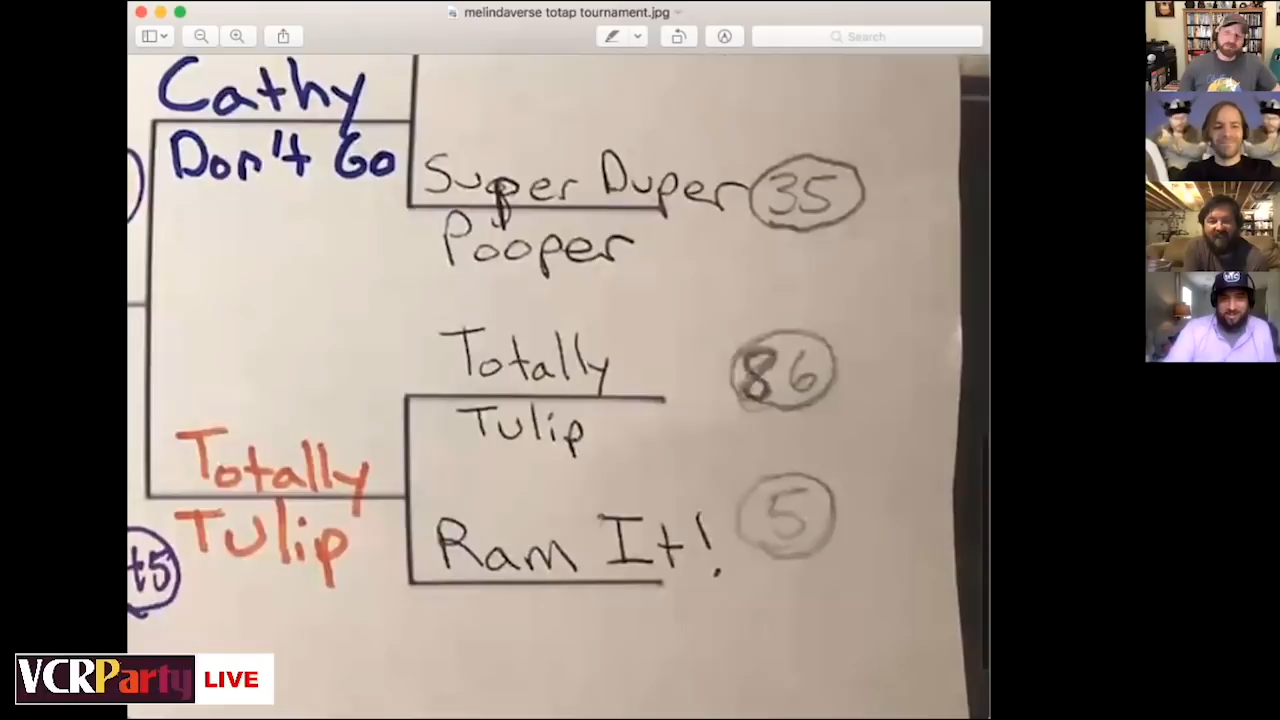 melindaverse totap tournament.jpg
Search
Cathy
Don't Go
Super Duper 35
Pooper
Totally
86
Tulip
Totally
Tulip
Ram It!
5
t5
VCRParty LIVE